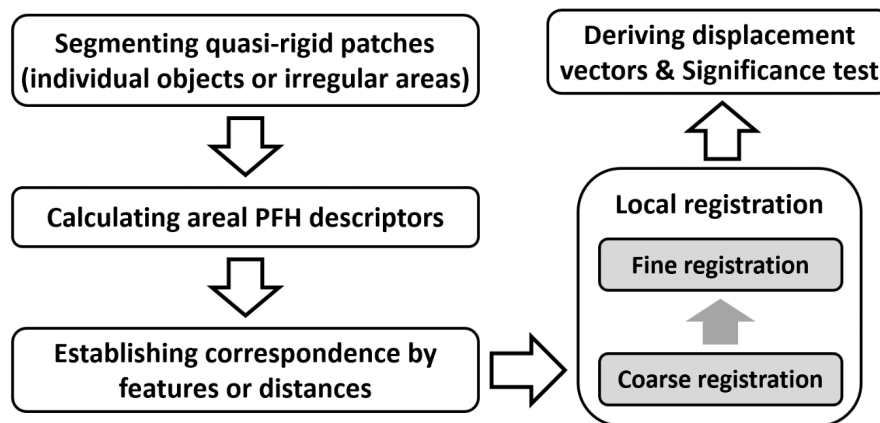 Segmenting quasi-rigid patches
(individual objects or irregular areas)
Calculating areal PFH descriptors
Establishing correspondence by
features or distances
Deriving displacement
vectors & Significance test
Local registration
Fine registration
Coarse registration